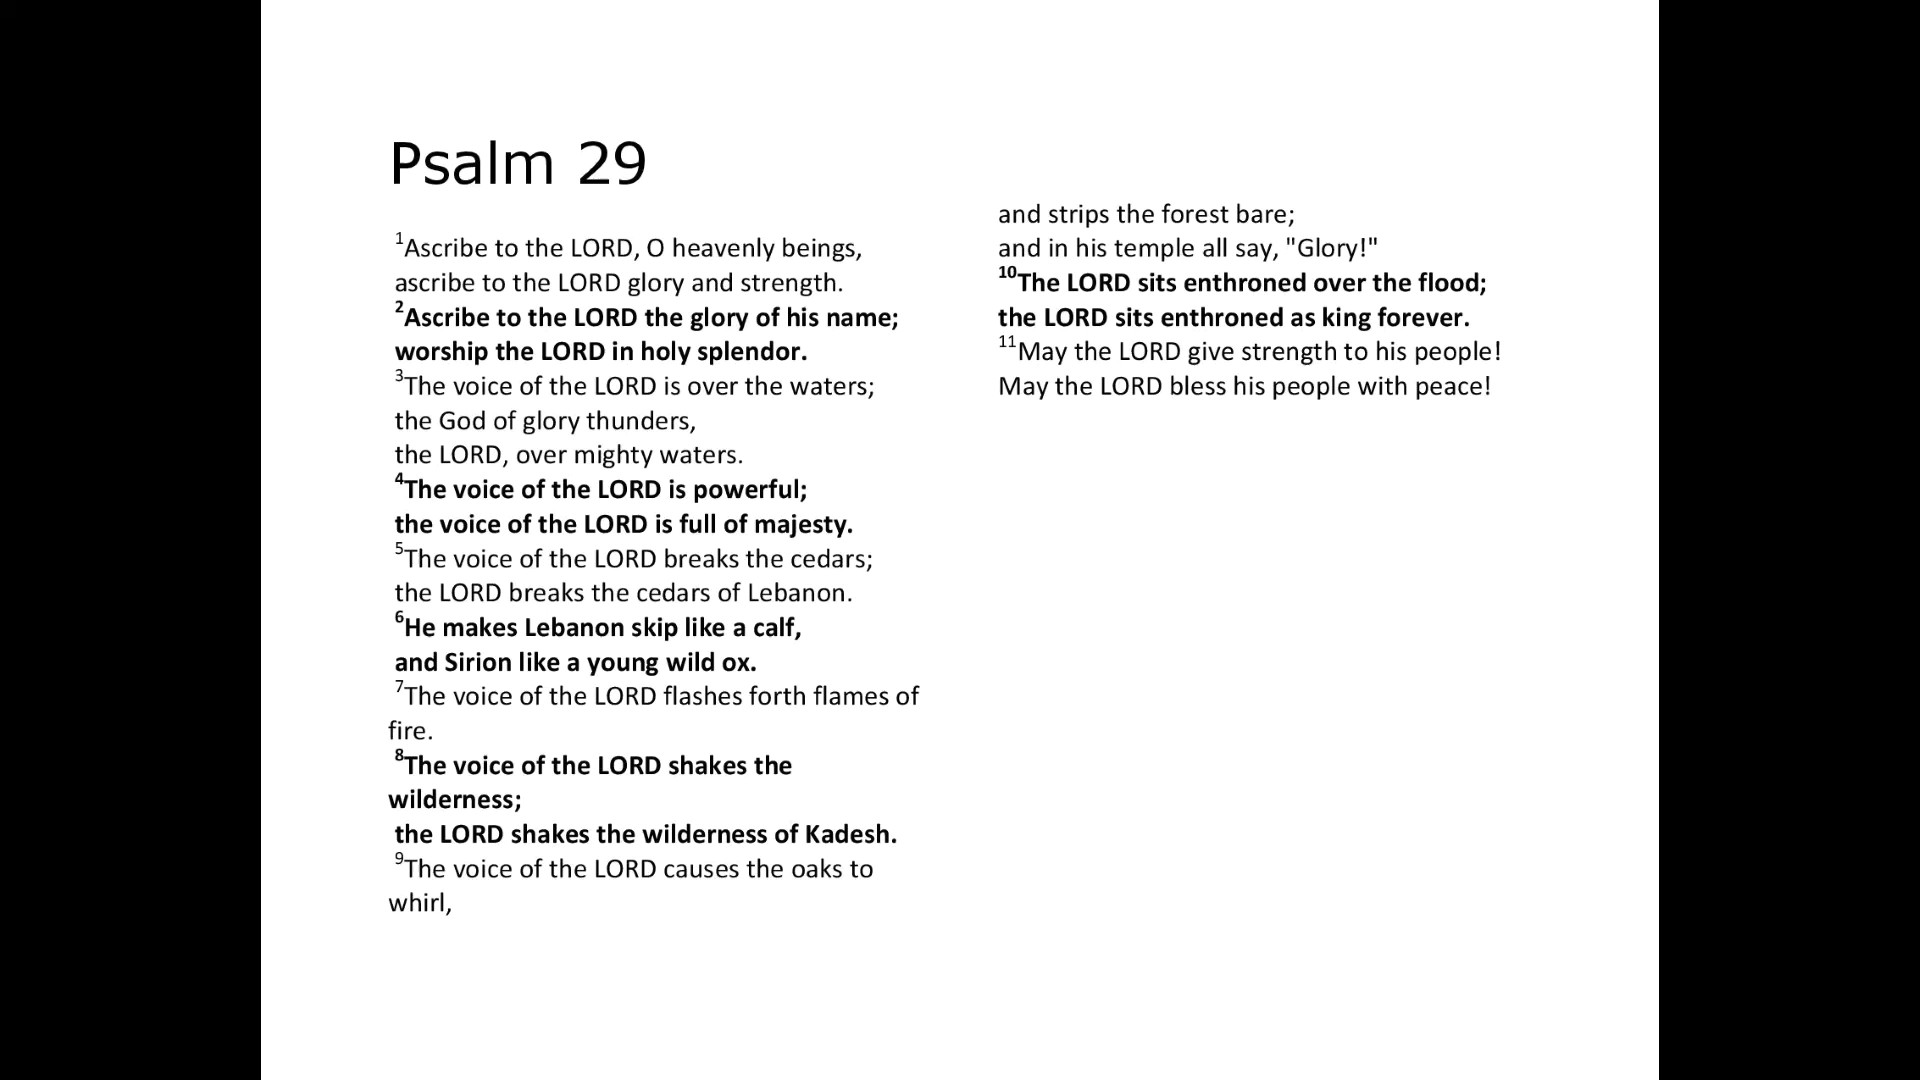 Psalm 29
1Ascribe to the LORD, O heavenly beings,
ascribe to the LORD glory and strength.
2Ascribe to the LORD the glory of his name;
worship the LORD in holy splendor.
3The voice of the LORD is over the waters;
the God of glory thunders,
the LORD, over mighty waters.
4The voice of the LORD is powerful;
the voice of the LORD is full of majesty.
5The voice of the LORD breaks the cedars;
the LORD breaks the cedars of Lebanon.
6He makes Lebanon skip like a calf,
and Sirion like a young wild ox.
7The voice of the LORD flashes forth flames of
fire.
8The voice of the LORD shakes the
wilderness;
the LORD shakes the wilderness of Kadesh.
9The voice of the LORD causes the oaks to
whirl,
and strips the forest bare;
and in his temple all say, "Glory!"
10The LORD sits enthroned over the flood;
the LORD sits enthroned as king forever.
11May the LORD give strength to his people!
May the LORD bless his people with peace!